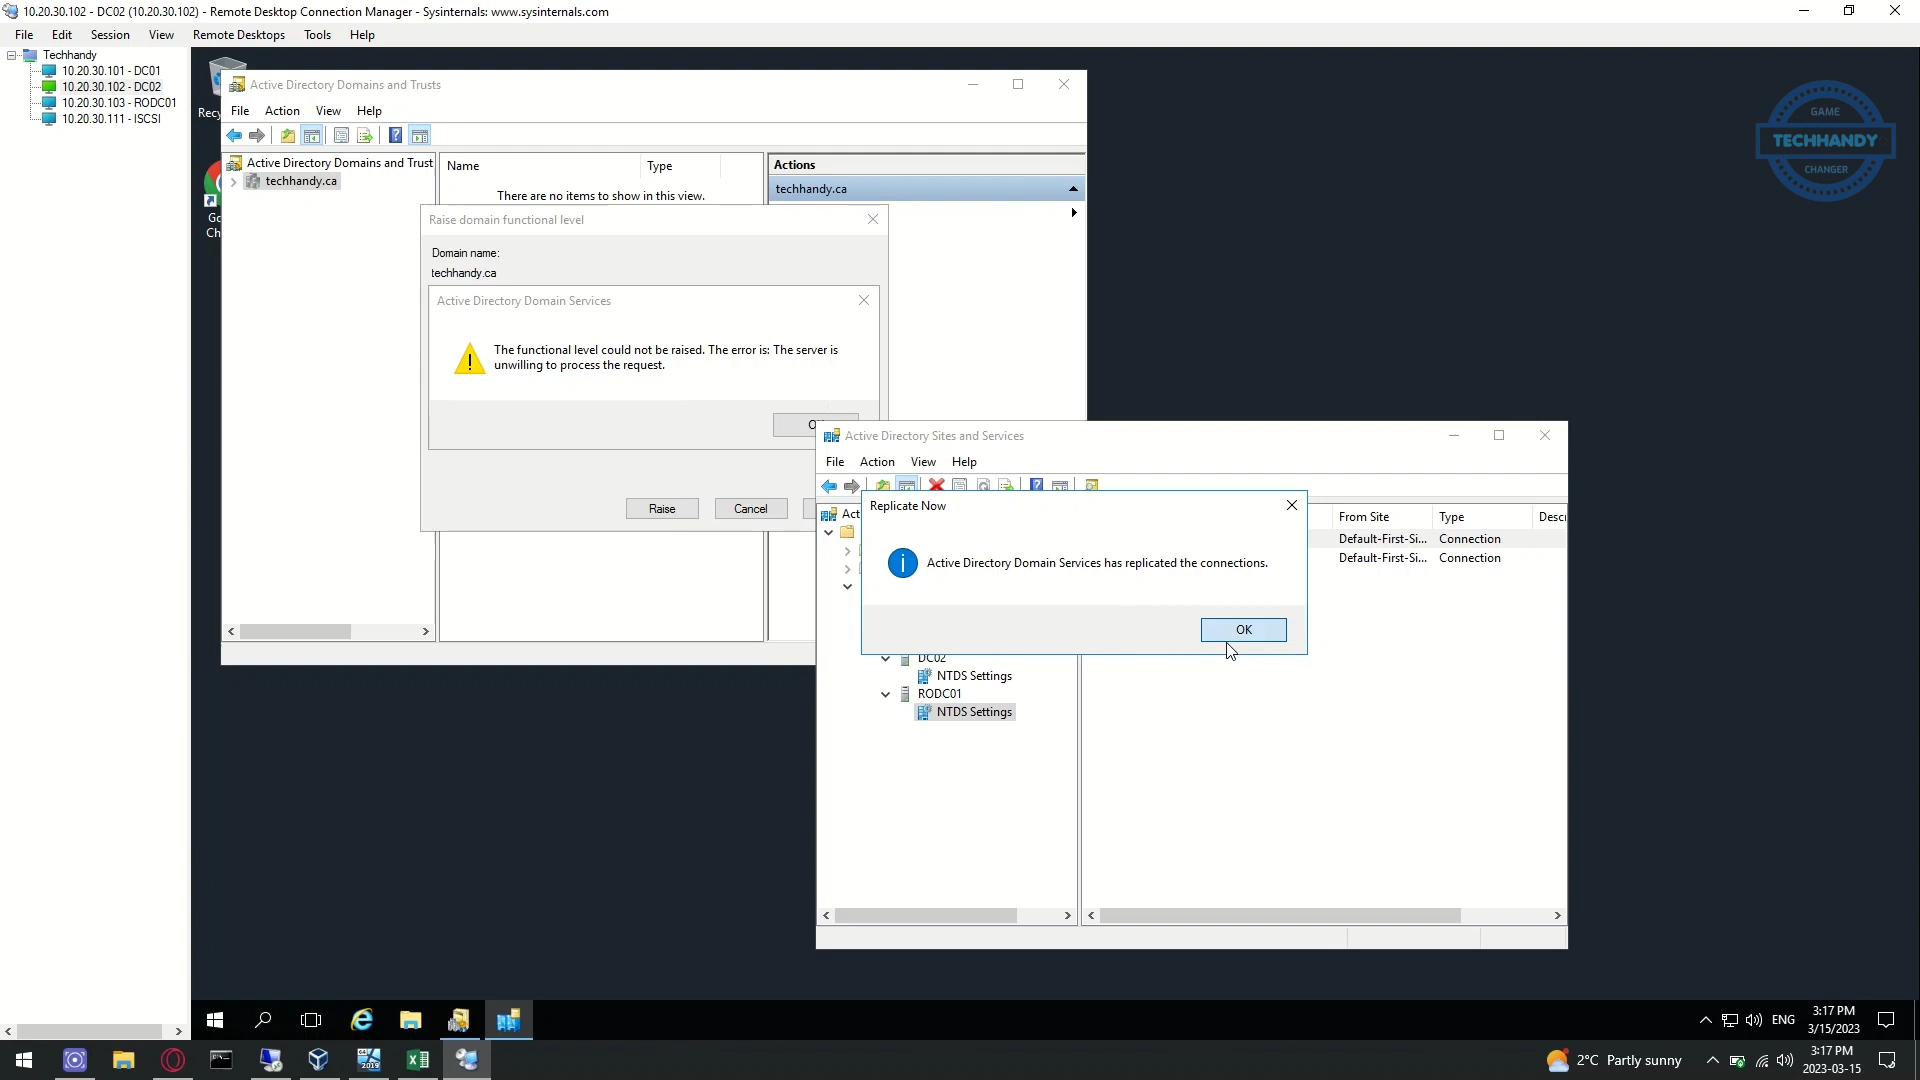 10.20.30.102 - DC02 (10.20.30.102) - Remote Desktop Connection Manager - Sysinternals: www.sysinternals.com
File Edit Session View Remote Desktops Tools Help
Techhandy
10.20.30.101 - DC01
10.20.30.102 - DC02
10.20.30.103 - RODC01
10.20.30.111 - ISCSI
Recy
Go
Ch
Active Directory Domains and Trusts
File Action View Help
Active Directory Domains and Trust
techhandy.ca
Name Type
There are no items to show in this view.
Actions
techhandy.ca
Raise domain functional level
Domain name:
techhandy.ca
Active Directory Domain Services
The functional level could not be raised. The error is: The server is
unwilling to process the request.
Raise Cancel
Active Directory Sites and Services
File Action View Help
Act
From Site Type Descr
Default-First-Si... Connection
Default-First-Si... Connection
Replicate Now
Active Directory Domain Services has replicated the connections.
OK
DC02
NTDS Settings
RODC01
NTDS Settings
GAME
TECHHANDY
CHANGER
ENG
3:17 PM
3/15/2023
2019
2°C Partly sunny
3:17 PM
2023-03-15